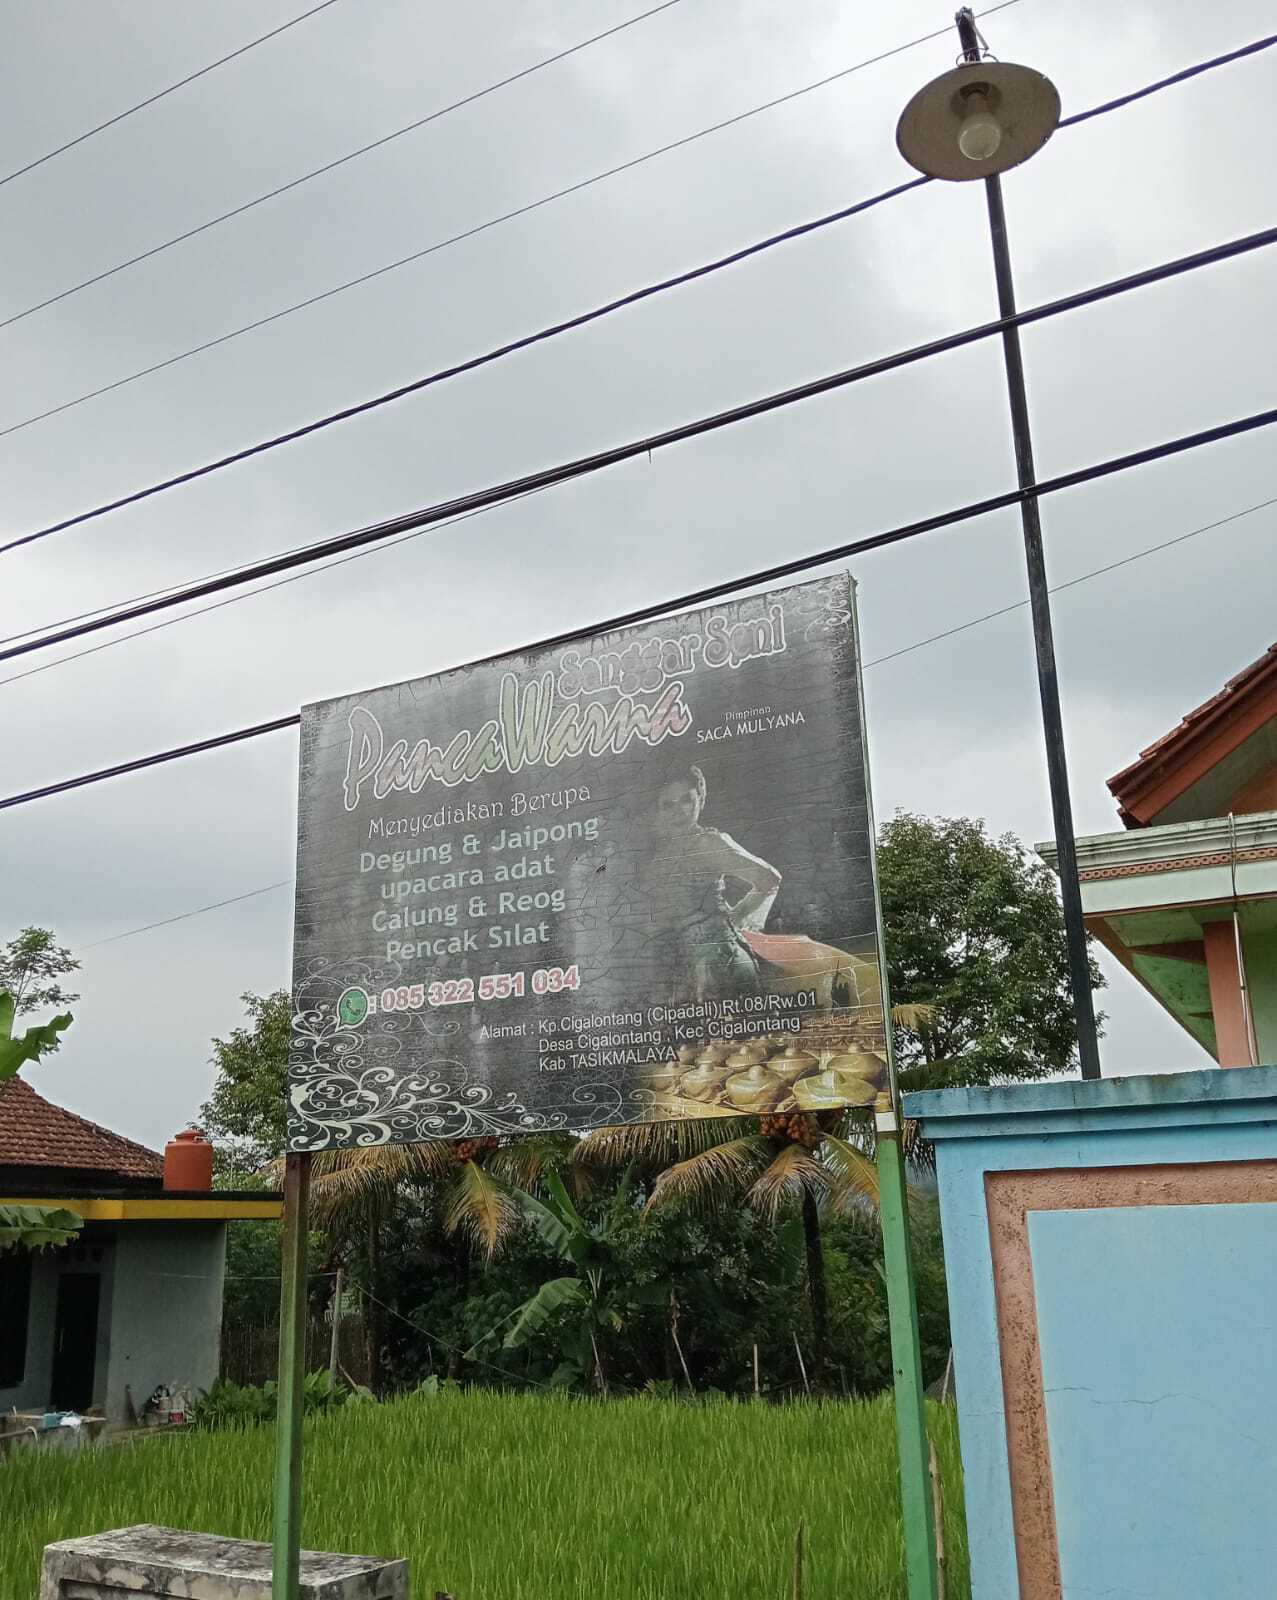 Sanggar Seni
PancaWarna
Pimpinan
SACA MULYANA
Menyediakan Berupa
Degung & Jaipong
upacara adat
Calung & Reog
Pencak Silat
: 085 322 551 034
Alamat : Kp.Cigalontang (Cipadali) Rt.08/Rw.01
Desa Cigalontang , Kec Cigalontang
Kab TASIKMALAYA